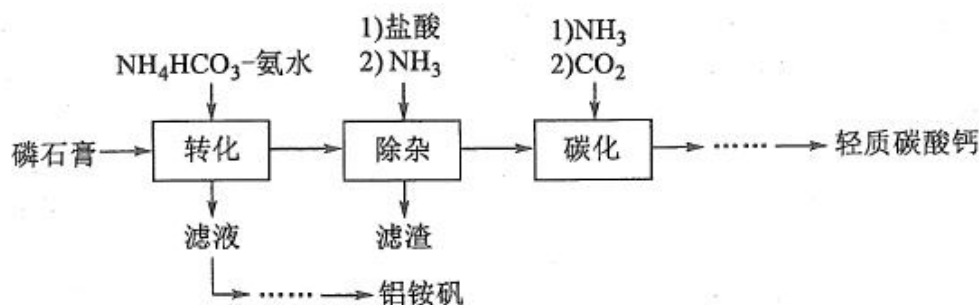 1)盐酸
2)NH₃
1)NH₃
2)CO₂
NH₄HCO₃-氨水
磷石膏
转化
除杂
碳化
······
轻质碳酸钙
滤液
滤渣
······
铝铵矾